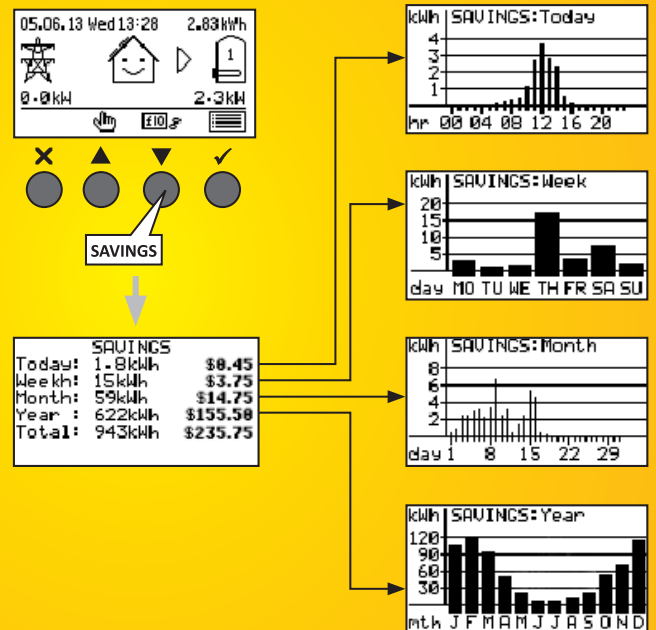 05.06.13 Wed 13:28 2.83kWh
1
0.0kW 2.3kW
£10
SAVINGS
SAVINGS
Today: 1.8kWh $0.45
Weekh: 15kWh $3.75
Month: 59kWh $14.75
Year : 622kWh $155.50
Total: 943kWh $235.75
kWh SAVINGS:Today
4
3
2
1
hr 00 04 08 12 16 20
kWh SAVINGS:Week
20
15
10
5
day MO TU WE TH FR SA SU
kWh SAVINGS:Month
8
6
4
2
day 1 8 15 22 29
kWh SAVINGS:Year
120
90
60
30
mth J F M A M J J A S O N D